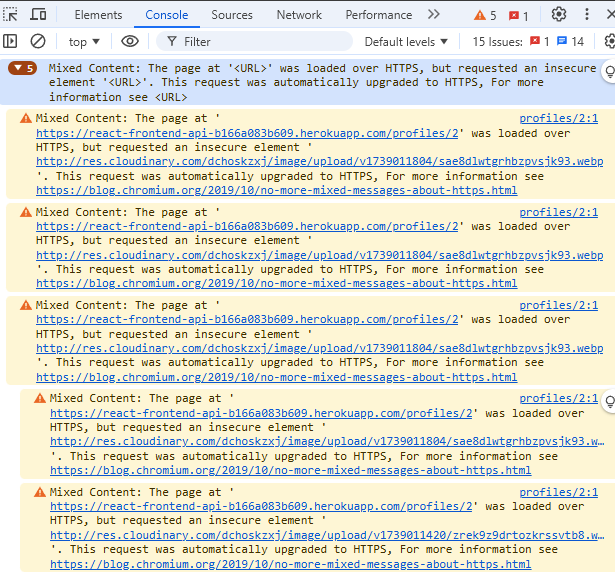 Elements Console Sources Network Performance 5 1
top Filter Default levels 15 Issues: 1 14
5 Mixed Content: The page at '<URL>' was loaded over HTTPS, but requested an insecure
element '<URL>'. This request was automatically upgraded to HTTPS, For more
information see <URL>
Mixed Content: The page at ' profiles/2:1
https://react-frontend-api-b166a083b609.herokuapp.com/profiles/2' was loaded over
HTTPS, but requested an insecure element '
http://res.cloudinary.com/dchoskzxj/image/upload/v1739011804/sae8dlwtgrhbzpvsjk93.webp
'. This request was automatically upgraded to HTTPS, For more information see
https://blog.chromium.org/2019/10/no-more-mixed-messages-about-https.html
Mixed Content: The page at ' profiles/2:1
https://react-frontend-api-b166a083b609.herokuapp.com/profiles/2' was loaded over
HTTPS, but requested an insecure element '
http://res.cloudinary.com/dchoskzxj/image/upload/v1739011804/sae8dlwtgrhbzpvsjk93.webp
'. This request was automatically upgraded to HTTPS, For more information see
https://blog.chromium.org/2019/10/no-more-mixed-messages-about-https.html
Mixed Content: The page at ' profiles/2:1
https://react-frontend-api-b166a083b609.herokuapp.com/profiles/2' was loaded over
HTTPS, but requested an insecure element '
http://res.cloudinary.com/dchoskzxj/image/upload/v1739011804/sae8dlwtgrhbzpvsjk93.webp
'. This request was automatically upgraded to HTTPS, For more information see
https://blog.chromium.org/2019/10/no-more-mixed-messages-about-https.html
Mixed Content: The page at ' profiles/2:1
https://react-frontend-api-b166a083b609.herokuapp.com/profiles/2' was loaded over
HTTPS, but requested an insecure element '
http://res.cloudinary.com/dchoskzxj/image/upload/v1739011804/sae8dlwtgrhbzpvsjk93.w…
'. This request was automatically upgraded to HTTPS, For more information see
https://blog.chromium.org/2019/10/no-more-mixed-messages-about-https.html
Mixed Content: The page at ' profiles/2:1
https://react-frontend-api-b166a083b609.herokuapp.com/profiles/2' was loaded over
HTTPS, but requested an insecure element '
http://res.cloudinary.com/dchoskzxj/image/upload/v1739011420/zrek9z9drtozkrssvtb8.w…
'. This request was automatically upgraded to HTTPS, For more information see
https://blog.chromium.org/2019/10/no-more-mixed-messages-about-https.html